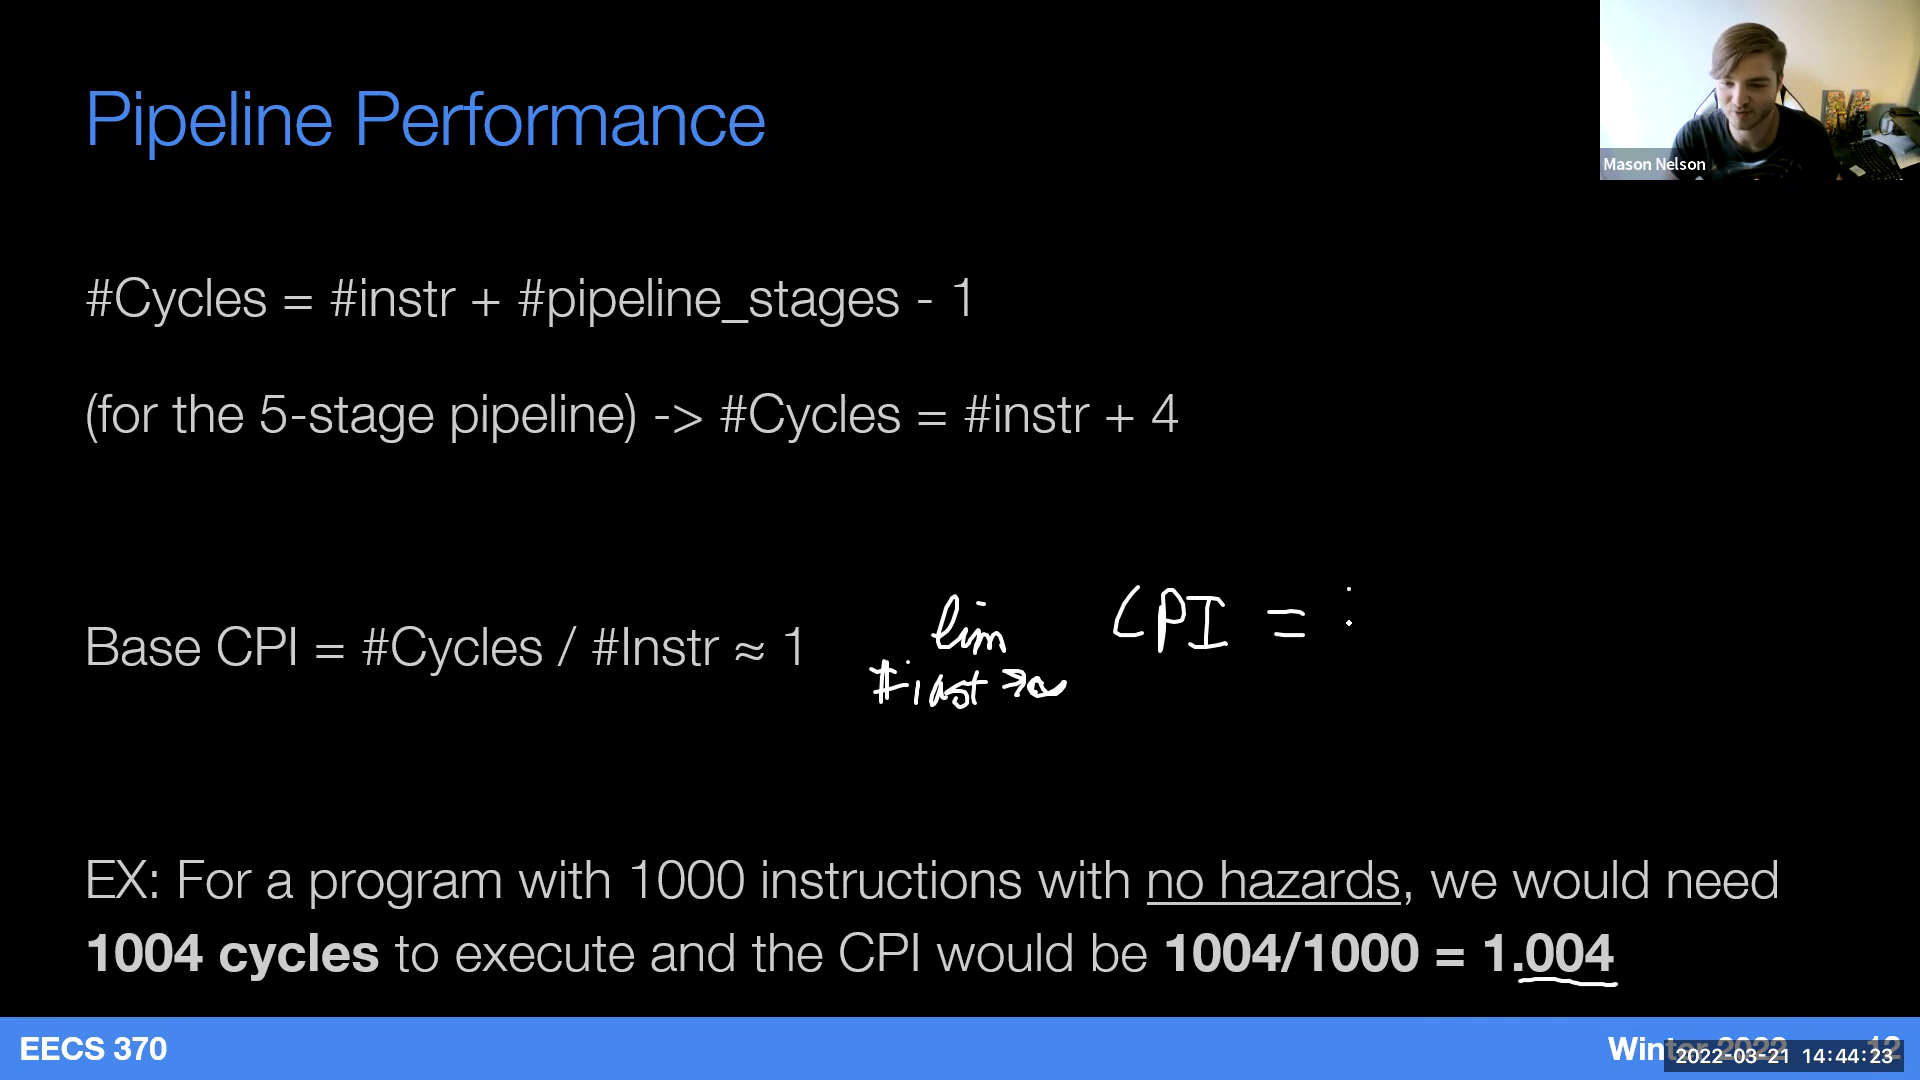 Pipeline Performance
Mason Nelson
#Cycles = #instr + #pipeline_stages - 1
(for the 5-stage pipeline) -> #Cycles = #instr + 4
Base CPI = #Cycles / #Instr ≈ 1
lim CPI =
#inst → ∞
EX: For a program with 1000 instructions with no hazards, we would need
1004 cycles to execute and the CPI would be 1004/1000 = 1.004
EECS 370
Winter 2022 12
2022-03-21 14:44:23